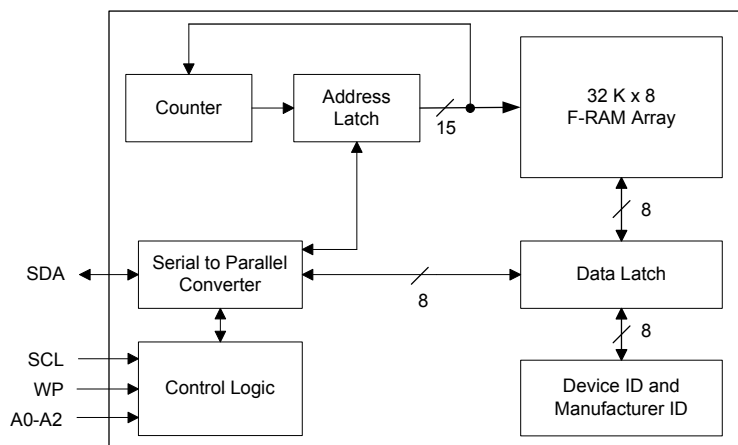 Counter
Address
Latch
15
32 K x 8
F-RAM Array
8
SDA
Serial to Parallel
Converter
8
Data Latch
8
SCL
WP
A0-A2
Control Logic
Device ID and
Manufacturer ID